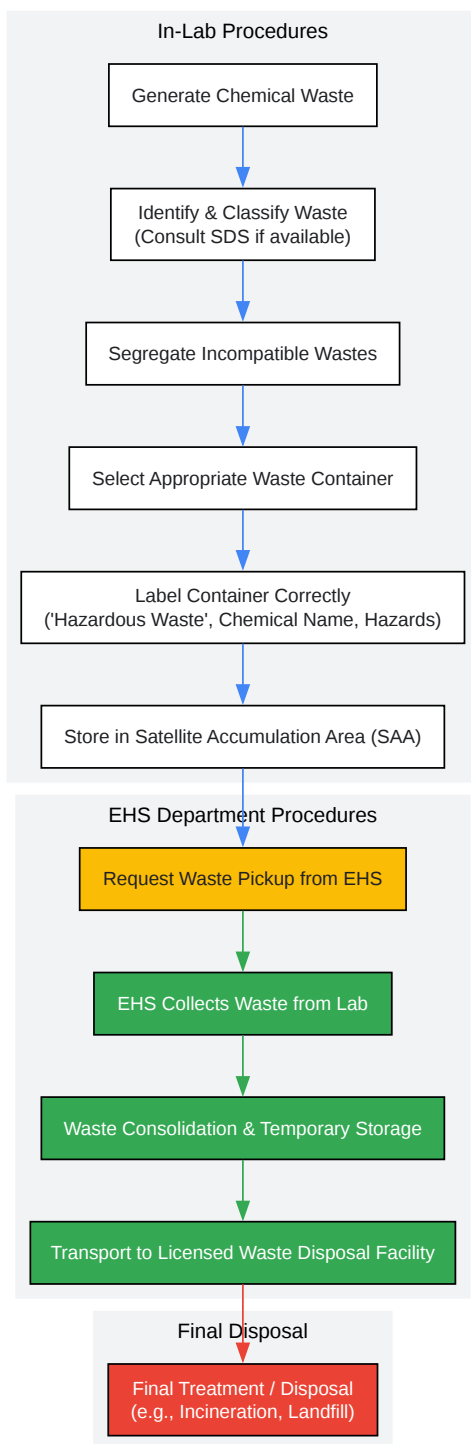 In-Lab Procedures
Generate Chemical Waste
Identify & Classify Waste
(Consult SDS if available)
Segregate Incompatible Wastes
Select Appropriate Waste Container
Label Container Correctly
('Hazardous Waste', Chemical Name, Hazards)
Store in Satellite Accumulation Area (SAA)
EHS Department Procedures
Request Waste Pickup from EHS
EHS Collects Waste from Lab
Waste Consolidation & Temporary Storage
Transport to Licensed Waste Disposal Facility
Final Disposal
Final Treatment / Disposal
(e.g., Incineration, Landfill)